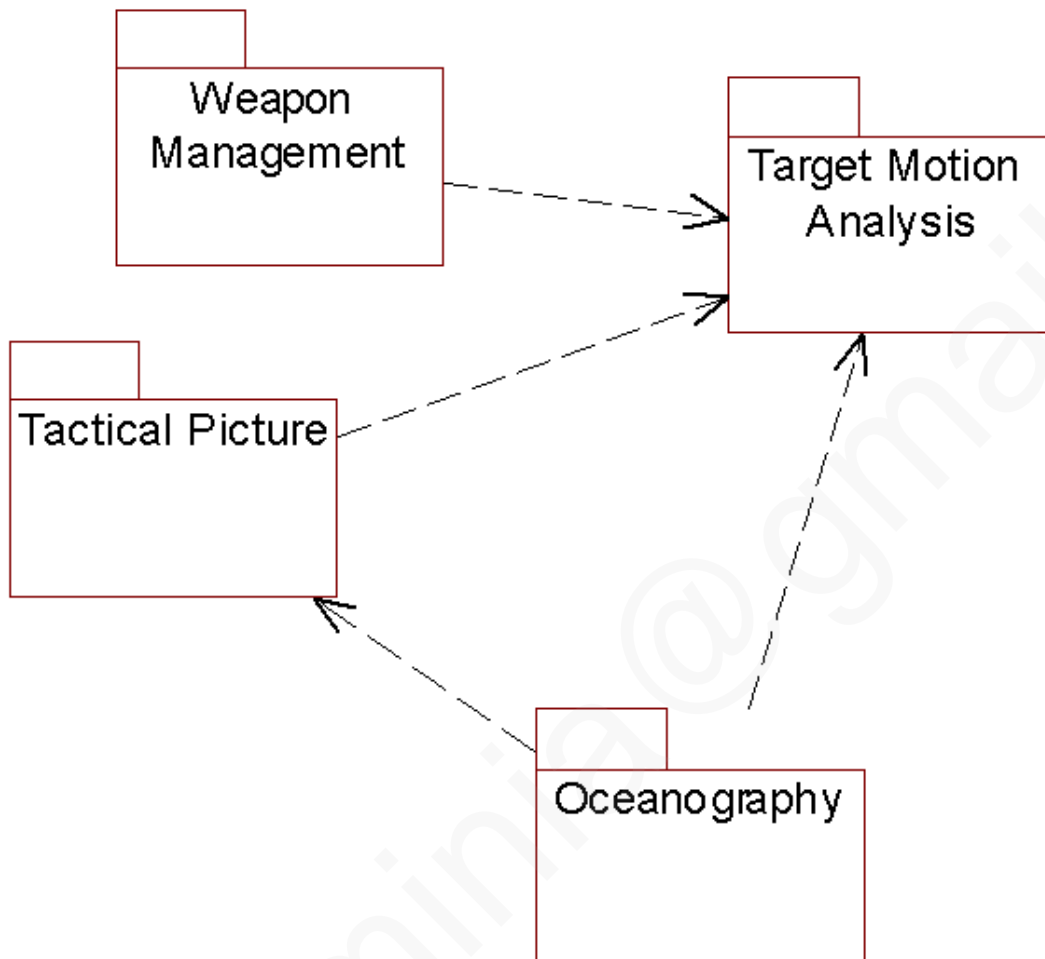 Weapon
Management
Target Motion
Analysis
Tactical Picture
Oceanography